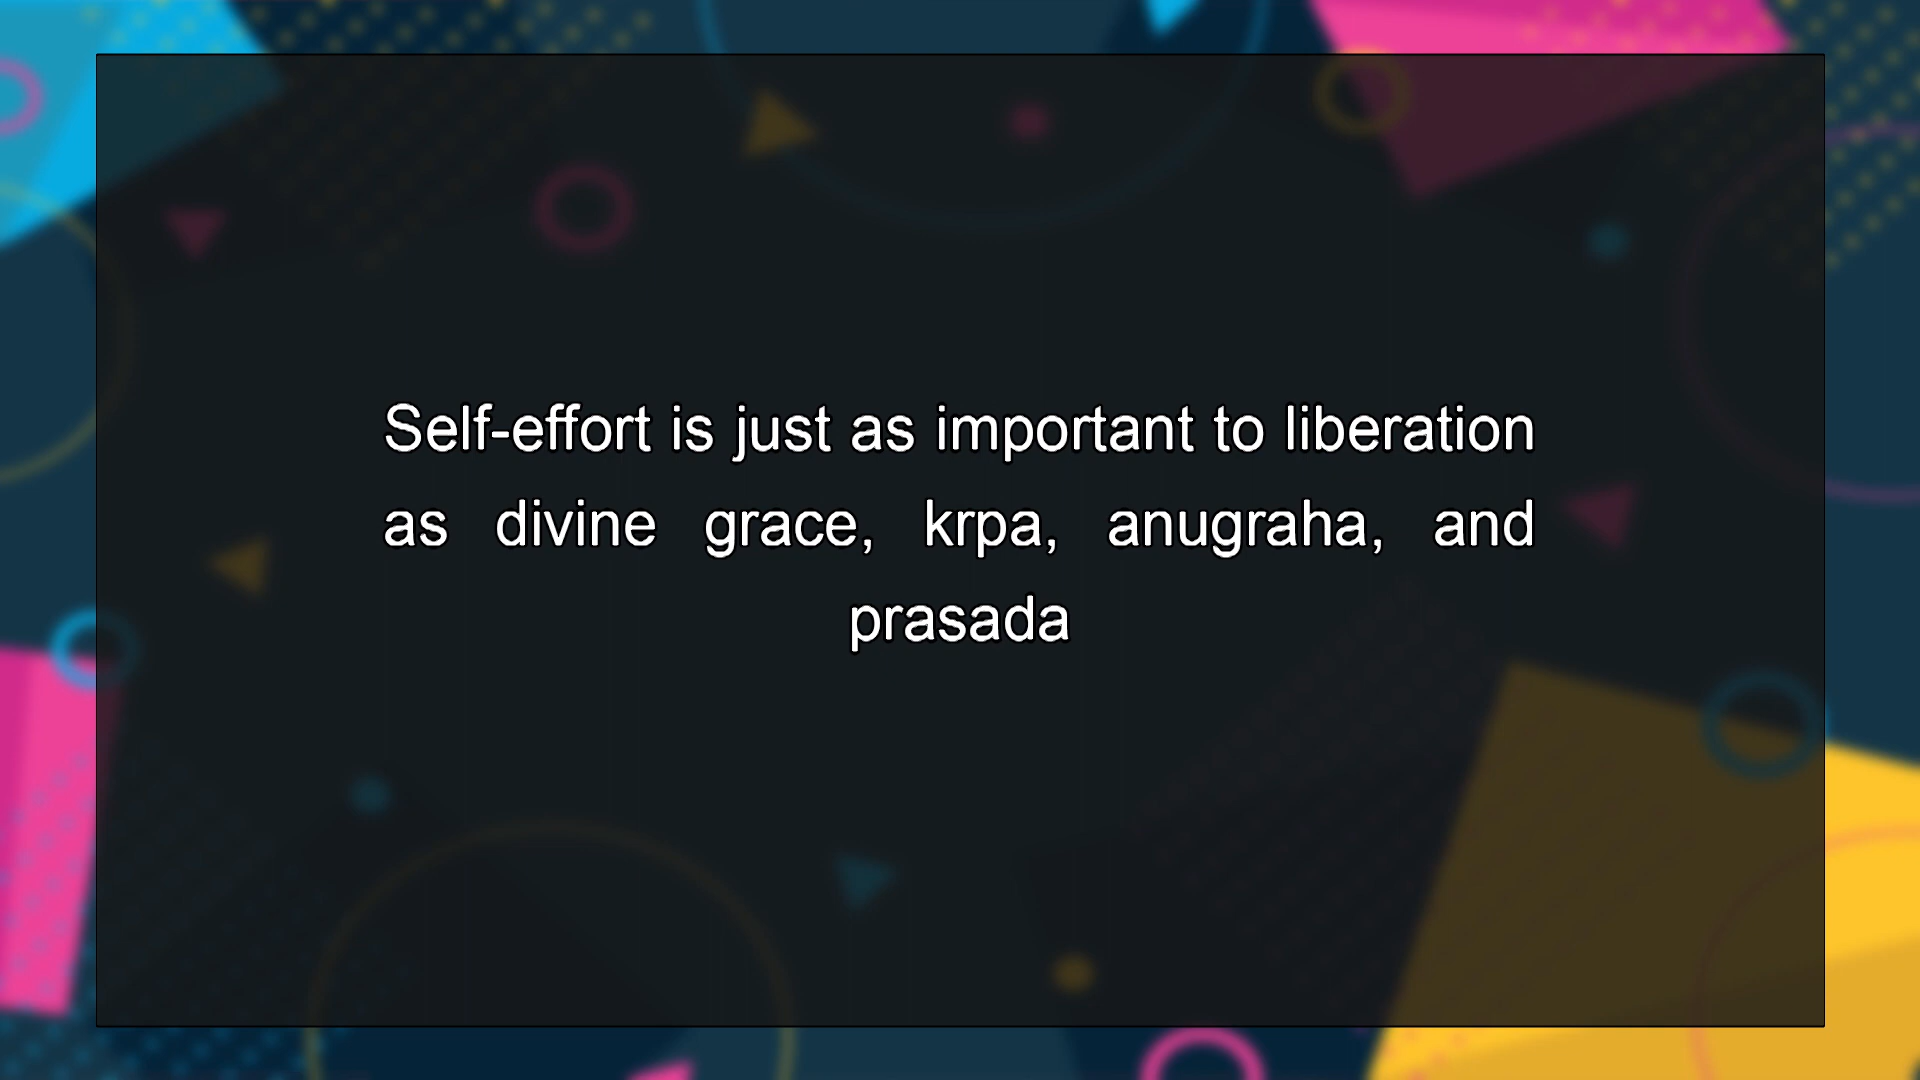 Self-effort is just as important to liberation
as divine grace, krpa, anugraha, and
prasada